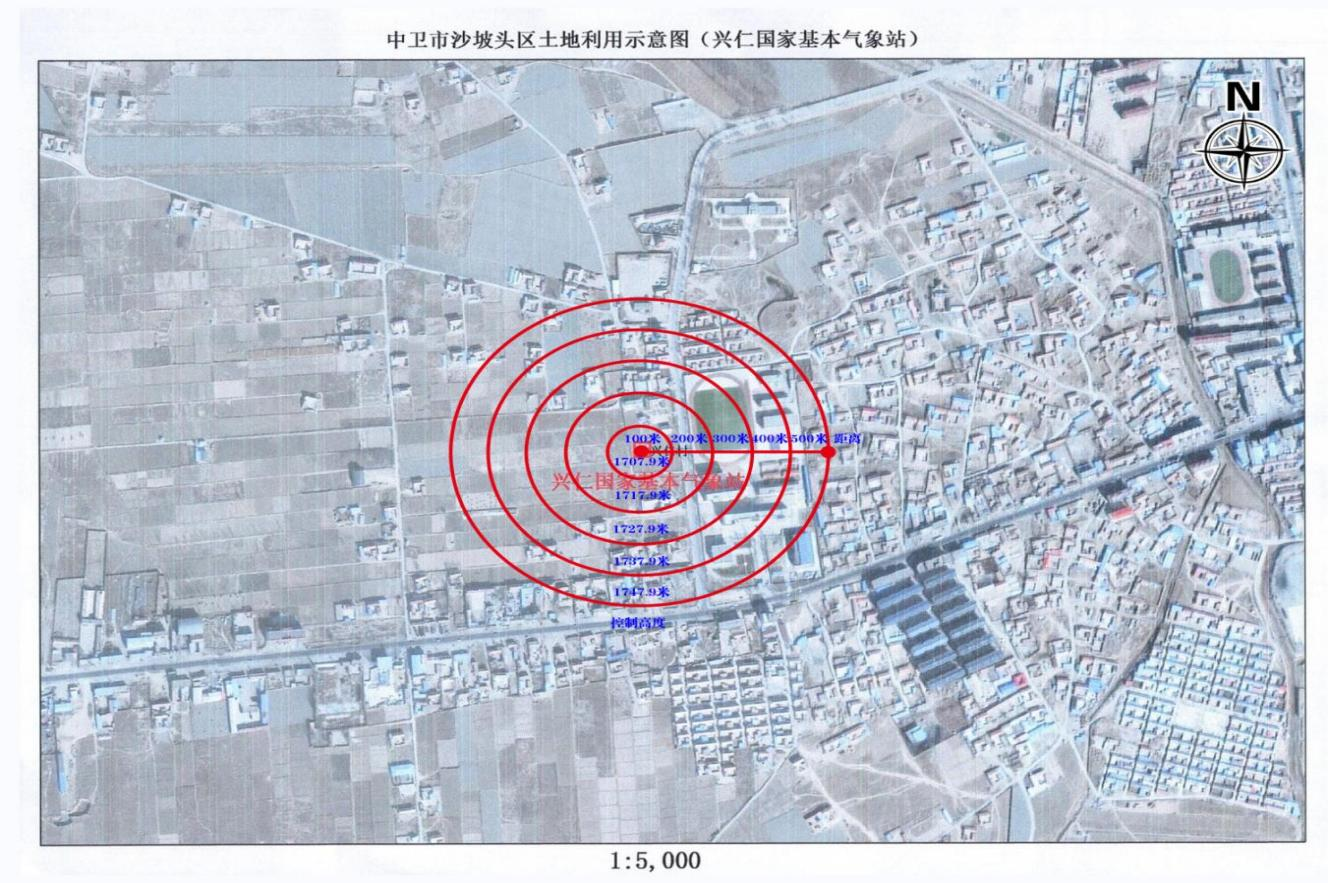 中卫市沙坡头区土地利用示意图（兴仁国家基本气象站）
N
100米 200米 300米 400米 500米 距离
1707.9米
兴仁国家基本气象站
1717.9米
1727.9米
1737.9米
1747.9米
控制高度
1:5,000